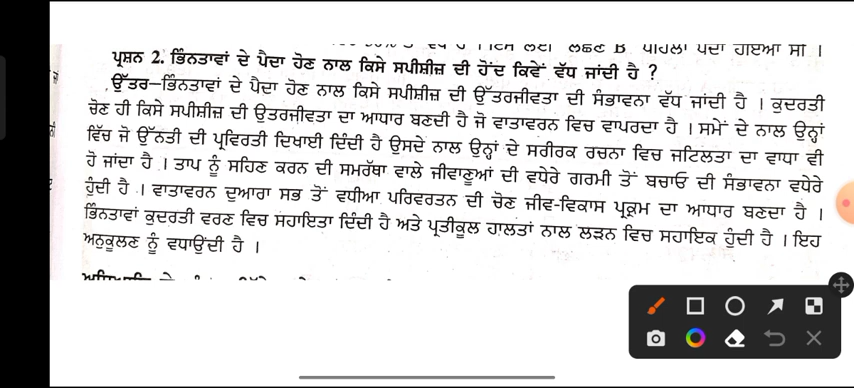 ਲਛਣ B ਪਹਿਲਾਂ ਪੈਦਾ ਹੋਇਆ ਸੀ ।
ਪ੍ਰਸ਼ਨ 2. ਭਿੰਨਤਾਵਾਂ ਦੇ ਪੈਦਾ ਹੋਣ ਨਾਲ ਕਿਸੇ ਸਪੀਸ਼ੀਜ਼ ਦੀ ਹੋਂਦ ਕਿਵੇਂ ਵੱਧ ਜਾਂਦੀ ਹੈ ?
ਉੱਤਰ–ਭਿੰਨਤਾਵਾਂ ਦੇ ਪੈਦਾ ਹੋਣ ਨਾਲ ਕਿਸੇ ਸਪੀਸ਼ੀਜ਼ ਦੀ ਉੱਤਰਜੀਵਤਾ ਦੀ ਸੰਭਾਵਨਾ ਵੱਧ ਜਾਂਦੀ ਹੈ । ਕੁਦਰਤੀ
ਚੋਣ ਹੀ ਕਿਸੇ ਸਪੀਸ਼ੀਜ਼ ਦੀ ਉਤਰਜੀਵਤਾ ਦਾ ਆਧਾਰ ਬਣਦੀ ਹੈ ਜੋ ਵਾਤਾਵਰਨ ਵਿਚ ਵਾਪਰਦਾ ਹੈ । ਸਮੇਂ ਦੇ ਨਾਲ ਉਨ੍ਹਾਂ
ਵਿੱਚ ਜੋ ਉੱਨਤੀ ਦੀ ਪ੍ਰਵਿਰਤੀ ਦਿਖਾਈ ਦਿੰਦੀ ਹੈ ਉਸਦੇ ਨਾਲ ਉਨ੍ਹਾਂ ਦੇ ਸਰੀਰਕ ਰਚਨਾ ਵਿਚ ਜਟਿਲਤਾ ਦਾ ਵਾਧਾ ਵੀ
ਹੋ ਜਾਂਦਾ ਹੈ । ਤਾਪ ਨੂੰ ਸਹਿਣ ਕਰਨ ਦੀ ਸਮਰੱਥਾ ਵਾਲੇ ਜੀਵਾਣੂਆਂ ਦੀ ਵਧੇਰੇ ਗਰਮੀ ਤੋਂ ਬਚਾਓ ਦੀ ਸੰਭਾਵਨਾ ਵਧੇਰੇ
ਹੁੰਦੀ ਹੈ । ਵਾਤਾਵਰਨ ਦੁਆਰਾ ਸਭ ਤੋਂ ਵਧੀਆ ਪਰਿਵਰਤਨ ਦੀ ਚੋਣ ਜੀਵ-ਵਿਕਾਸ ਪ੍ਰਕ੍ਰਮ ਦਾ ਆਧਾਰ ਬਣਦਾ ਹੈ ।
ਭਿੰਨਤਾਵਾਂ ਕੁਦਰਤੀ ਵਰਣ ਵਿਚ ਸਹਾਇਤਾ ਦਿੰਦੀ ਹੈ ਅਤੇ ਪ੍ਰਤੀਕੂਲ ਹਾਲਤਾਂ ਨਾਲ ਲੜਨ ਵਿਚ ਸਹਾਇਕ ਹੁੰਦੀ ਹੈ । ਇਹ
ਅਨੁਕੂਲਣ ਨੂੰ ਵਧਾਉਂਦੀ ਹੈ ।